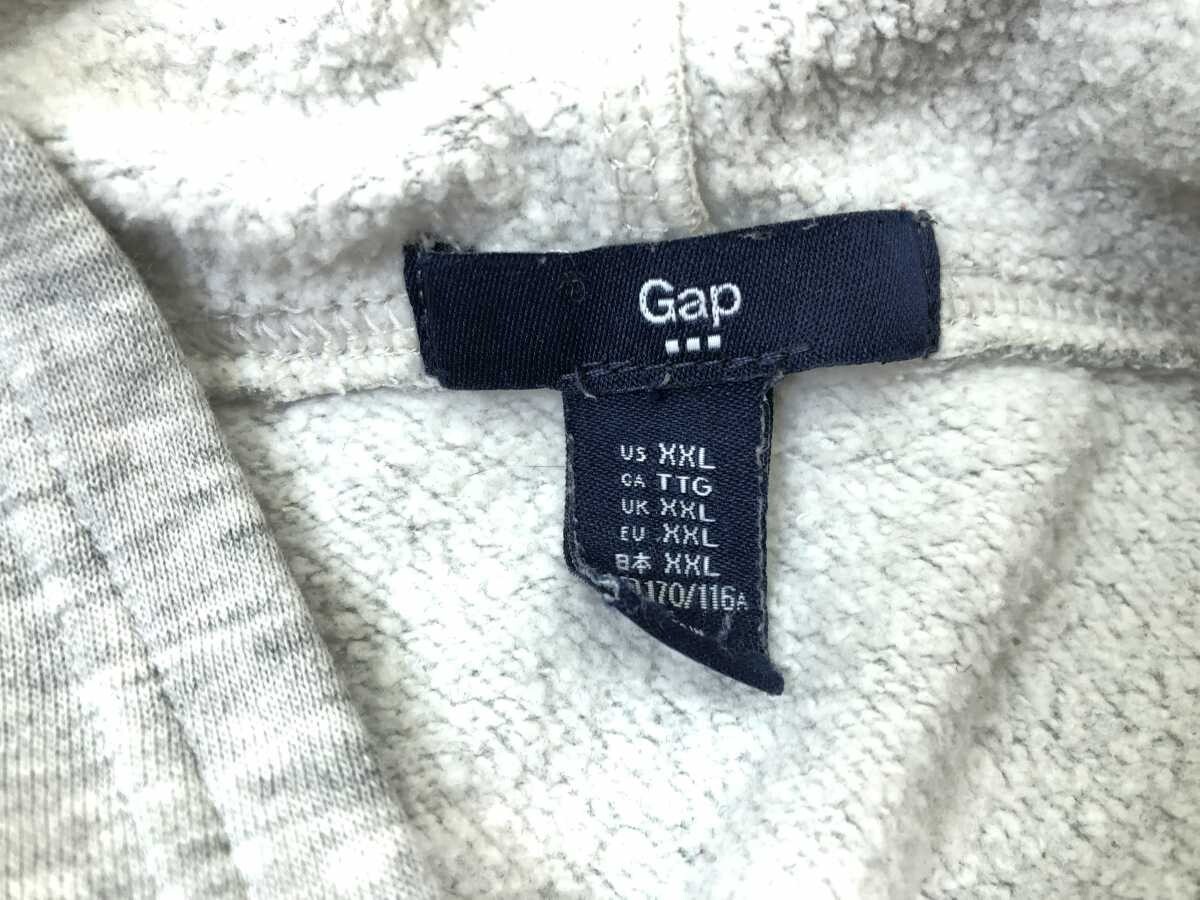 Gap
US XXL
CA TTG
UK XXL
EU XXL
日本 XXL
170/116A